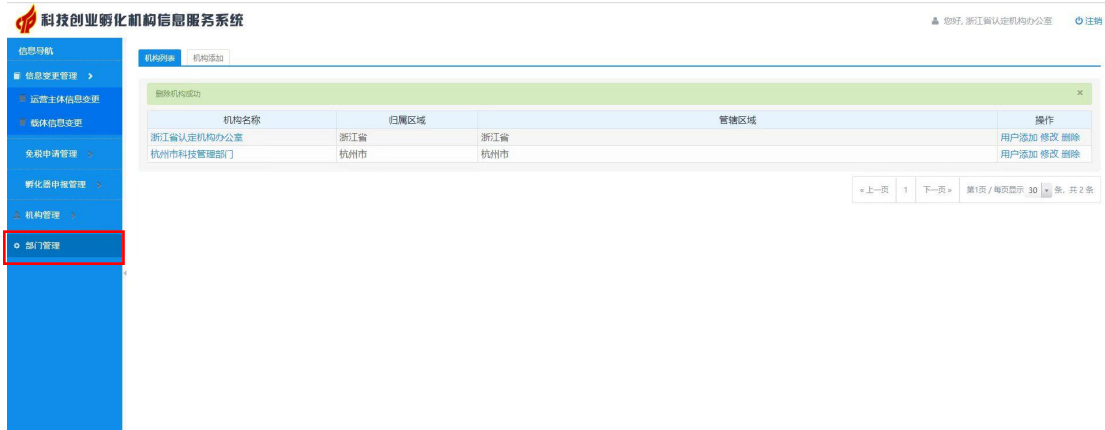 科技创业孵化机构信息服务系统
您好, 浙江省认定机构办公室 注销
信息导航
信息变更管理
运营主体信息变更
载体信息变更
免税申请管理
孵化器申报管理
机构管理
部门管理
机构列表 机构添加
删除机构成功 ×
机构名称 归属区域 管辖区域 操作
浙江省认定机构办公室 浙江省 浙江省 用户添加 修改 删除
杭州市科技管理部门 杭州市 杭州市 用户添加 修改 删除
« 上一页 1 下一页 » 第1页 / 每页显示 30 条, 共 2 条